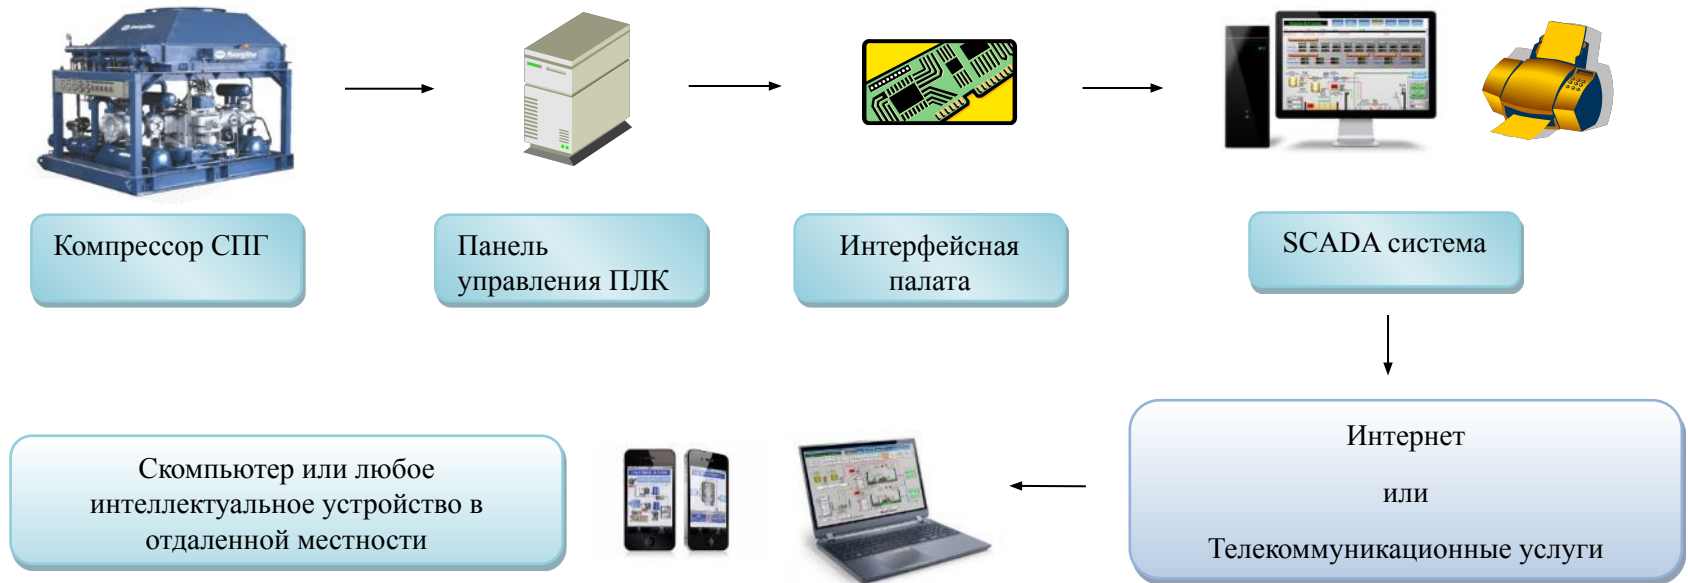 Компрессор СПГ
Панель
управления ПЛК
Интерфейсная
палата
SCADA система
Интернет
или
Телекоммуникационные услуги
Скомпьютер или любое
интеллектуальное устройство в
отдаленной местности